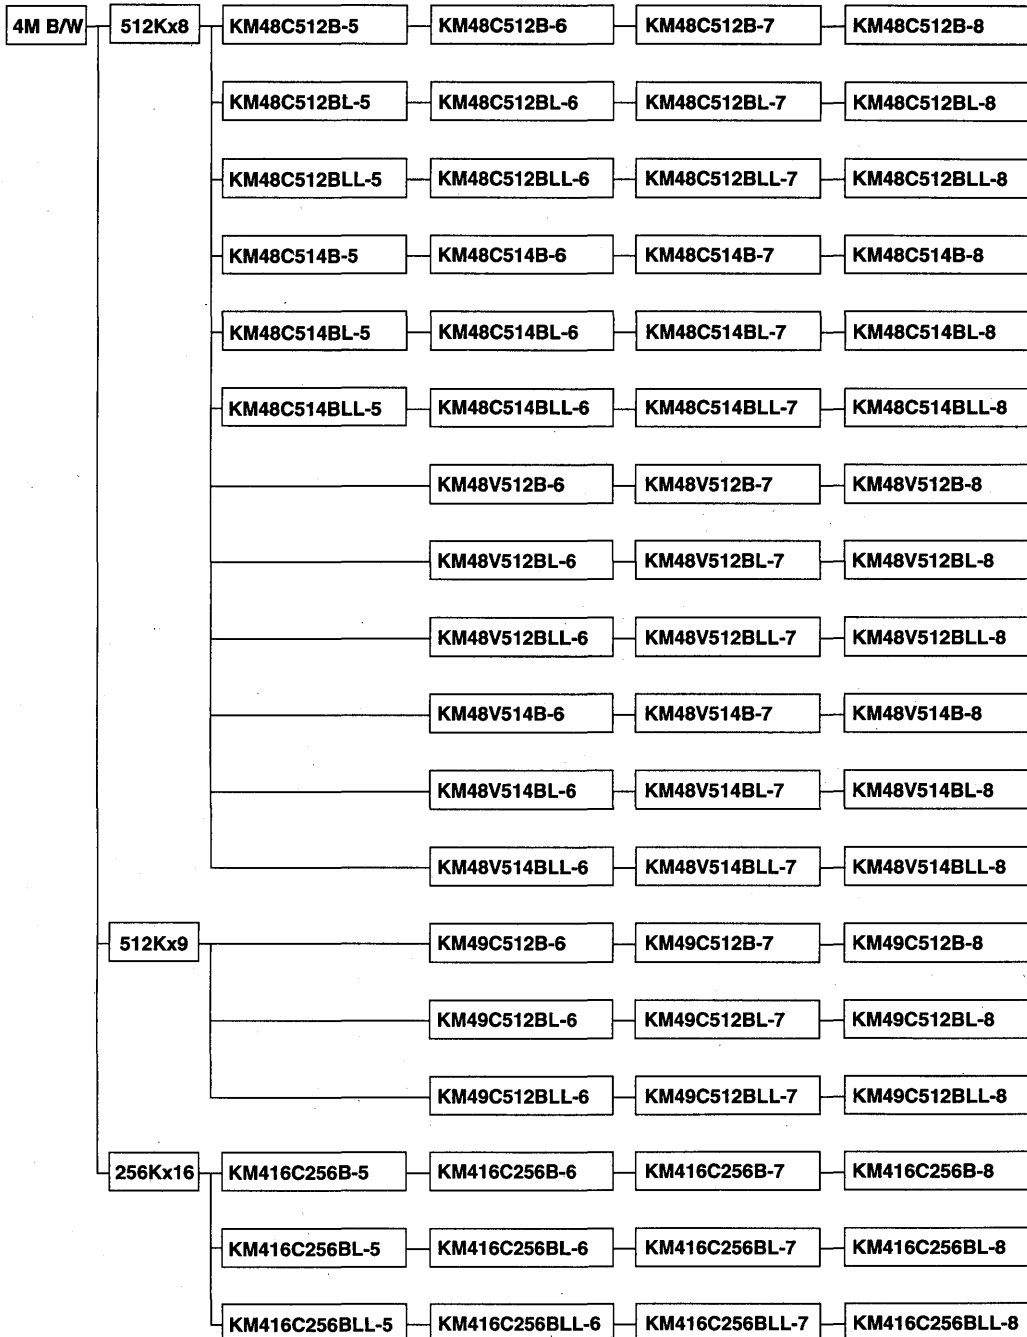 4M B/W 512Kx8 KM48C512B-5 KM48C512B-6 KM48C512B-7 KM48C512B-8
KM48C512BL-5 KM48C512BL-6 KM48C512BL-7 KM48C512BL-8
KM48C512BLL-5 KM48C512BLL-6 KM48C512BLL-7 KM48C512BLL-8
KM48C514B-5 KM48C514B-6 KM48C514B-7 KM48C514B-8
KM48C514BL-5 KM48C514BL-6 KM48C514BL-7 KM48C514BL-8
KM48C514BLL-5 KM48C514BLL-6 KM48C514BLL-7 KM48C514BLL-8
KM48V512B-6 KM48V512B-7 KM48V512B-8
KM48V512BL-6 KM48V512BL-7 KM48V512BL-8
KM48V512BLL-6 KM48V512BLL-7 KM48V512BLL-8
KM48V514B-6 KM48V514B-7 KM48V514B-8
KM48V514BL-6 KM48V514BL-7 KM48V514BL-8
KM48V514BLL-6 KM48V514BLL-7 KM48V514BLL-8
512Kx9 KM49C512B-6 KM49C512B-7 KM49C512B-8
KM49C512BL-6 KM49C512BL-7 KM49C512BL-8
KM49C512BLL-6 KM49C512BLL-7 KM49C512BLL-8
256Kx16 KM416C256B-5 KM416C256B-6 KM416C256B-7 KM416C256B-8
KM416C256BL-5 KM416C256BL-6 KM416C256BL-7 KM416C256BL-8
KM416C256BLL-5 KM416C256BLL-6 KM416C256BLL-7 KM416C256BLL-8